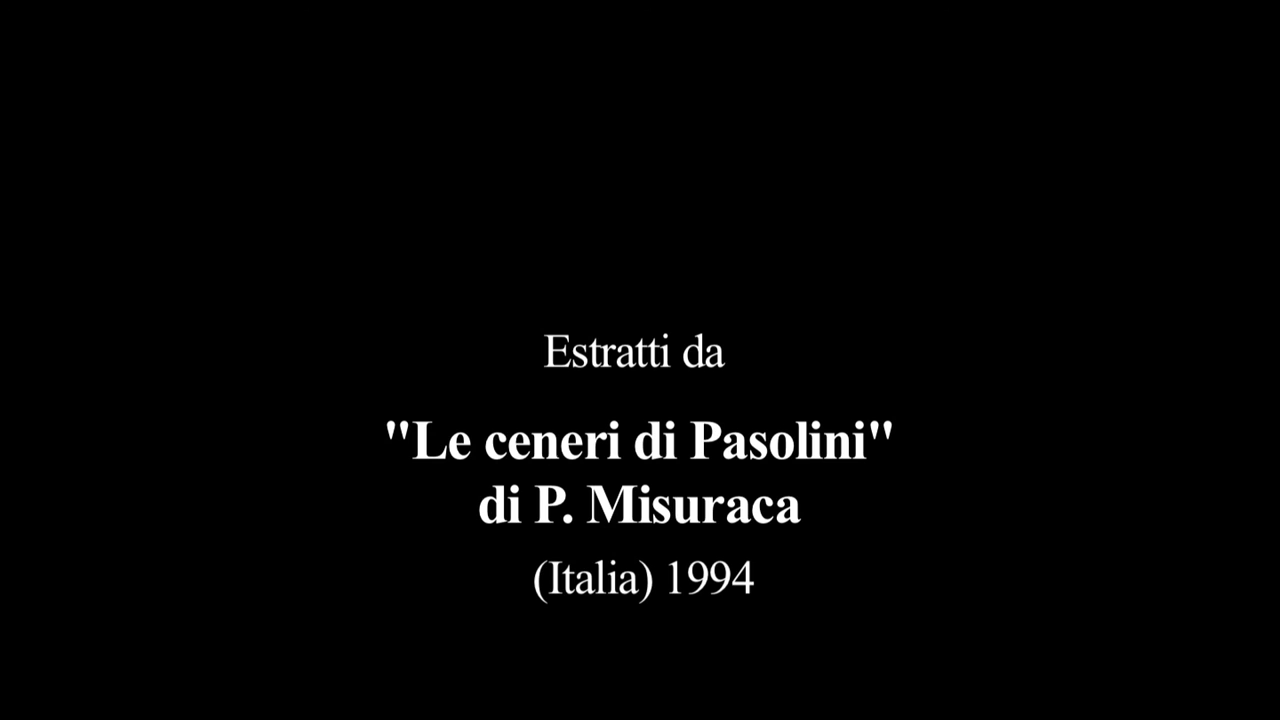 Estratti da
"Le ceneri di Pasolini"
di P. Misuraca
(Italia) 1994